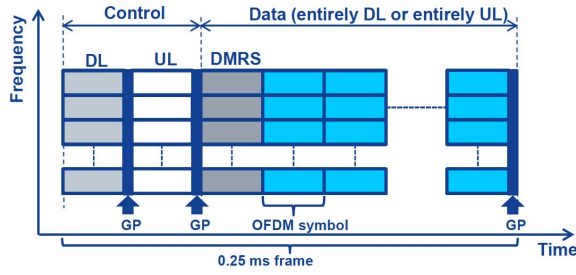 Control
Data (entirely DL or entirely UL)
Frequency
DL
UL
DMRS
GP
GP
OFDM symbol
GP
Time
0.25 ms frame